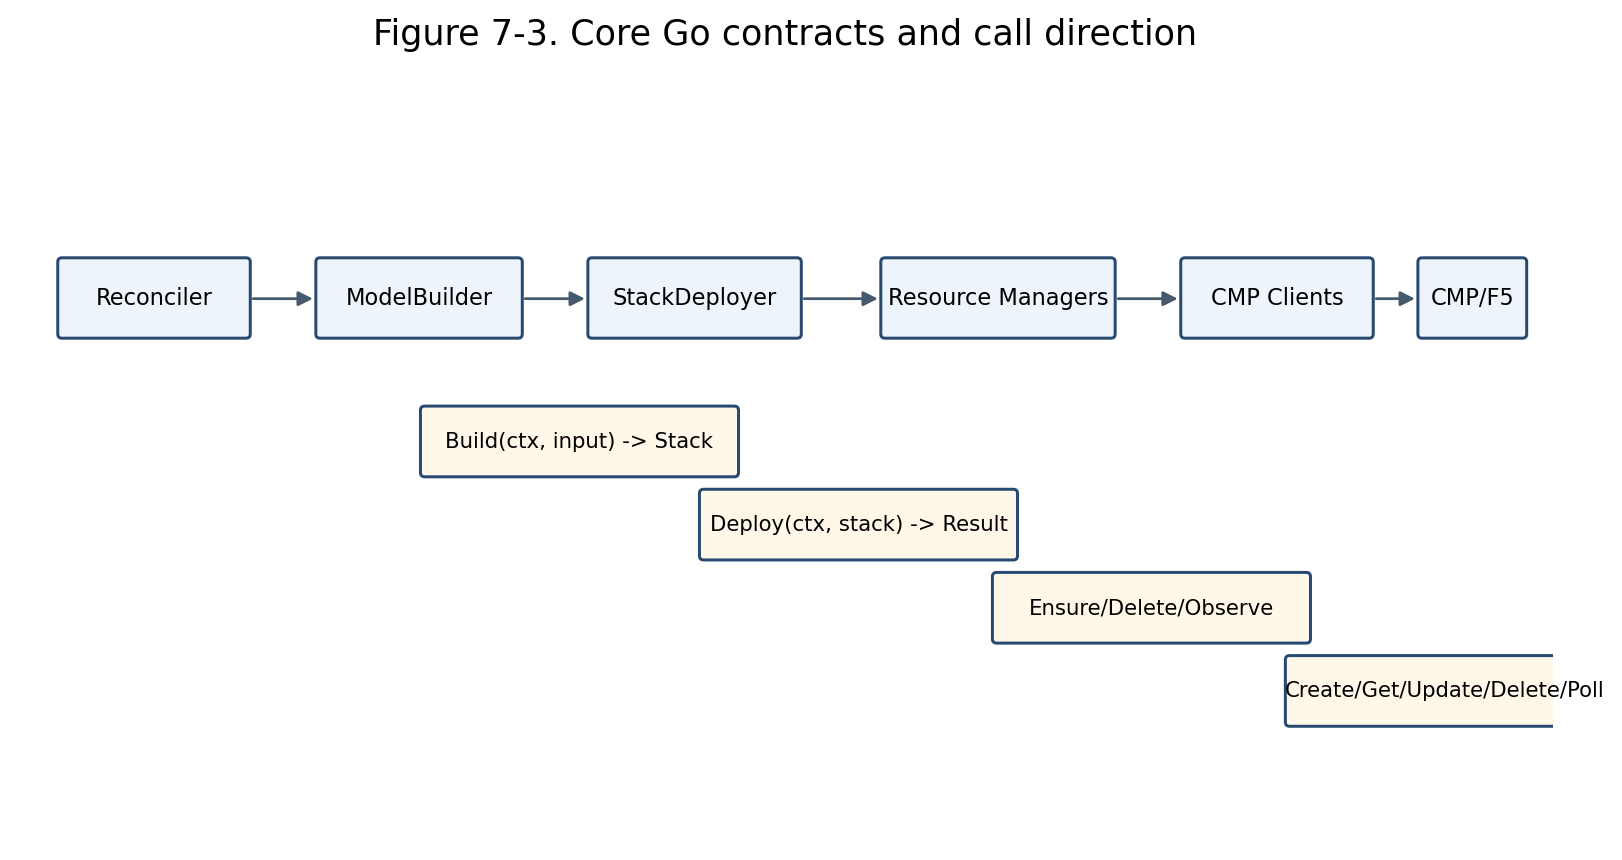 Figure 7-3. Core Go contracts and call direction
Reconciler
ModelBuilder
StackDeployer
Resource Managers
CMP Clients
CMP/F5
Build(ctx, input) -> Stack
Deploy(ctx, stack) -> Result
Ensure/Delete/Observe
Create/Get/Update/Delete/Poll